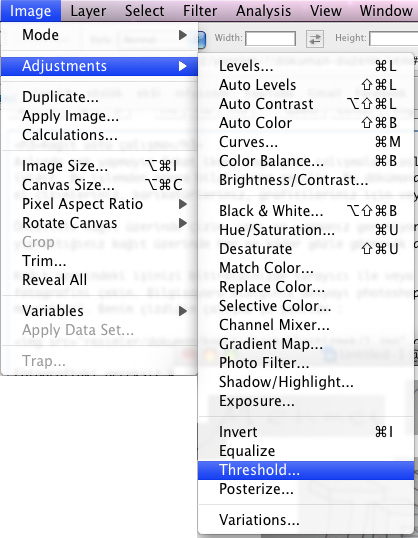 Image Layer Select Filter Analysis View Window
Width: Height:
Mode
Adjustments
Duplicate...
Apply Image...
Calculations...
Image Size... ⌥⌘I
Canvas Size... ⌥⌘C
Pixel Aspect Ratio
Rotate Canvas
Crop
Trim...
Reveal All
Variables
Apply Data Set...
Trap...
Levels... ⌘L
Auto Levels ⇧⌘L
Auto Contrast ⌥⇧⌘L
Auto Color ⇧⌘B
Curves... ⌘M
Color Balance... ⌘B
Brightness/Contrast...
Black & White... ⌥⇧⌘B
Hue/Saturation... ⌘U
Desaturate ⇧⌘U
Match Color...
Replace Color...
Selective Color...
Channel Mixer...
Gradient Map...
Photo Filter...
Shadow/Highlight...
Exposure...
Invert ⌘I
Equalize
Threshold...
Posterize...
Variations...